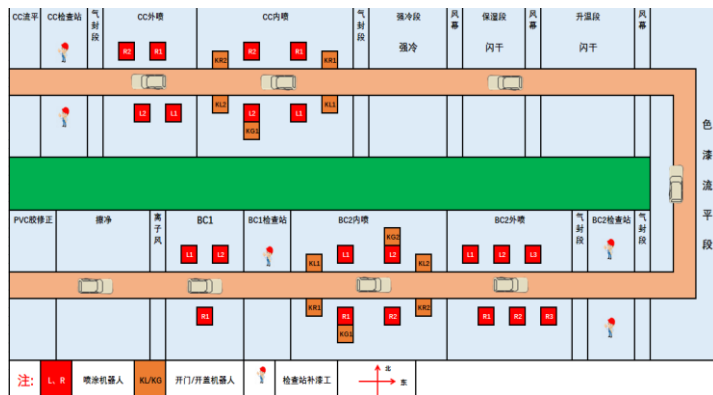 CC流平 CC检查站 气封段 CC外喷 CC内喷 气封段 强冷段 风幕 保湿段 风幕 升温段 风幕
强冷 闪干 闪干
R2 R1 R2 R1
KR2 KR1
KL2 KL1
L2 L1 L2 L1
KG1
色漆流平段
PVC胶修正 擦净 离子风 BC1 BC1检查站 BC2内喷 BC2外喷 气封段 BC2检查站 气封段
KG2
L1 L2 L1 L2 L1 L2 L3
KL1 KL2
KR1 KR2
R1 R1 R2 R1 R2 R3
KG1
注: L、R 喷涂机器人 KL/KG 开门/开盖机器人 检查站补漆工 北
东